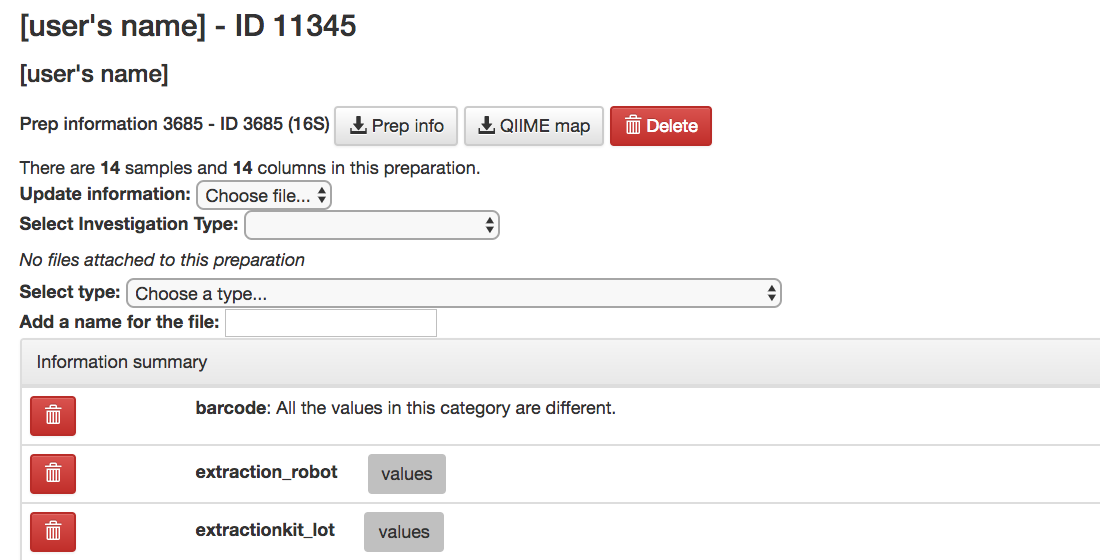 [user's name] - ID 11345
[user's name]
Prep information 3685 - ID 3685 (16S) Prep info QIIME map Delete
There are 14 samples and 14 columns in this preparation.
Update information: Choose file...
Select Investigation Type:
No files attached to this preparation
Select type: Choose a type...
Add a name for the file:
Information summary
barcode: All the values in this category are different.
extraction_robot values
extractionkit_lot values